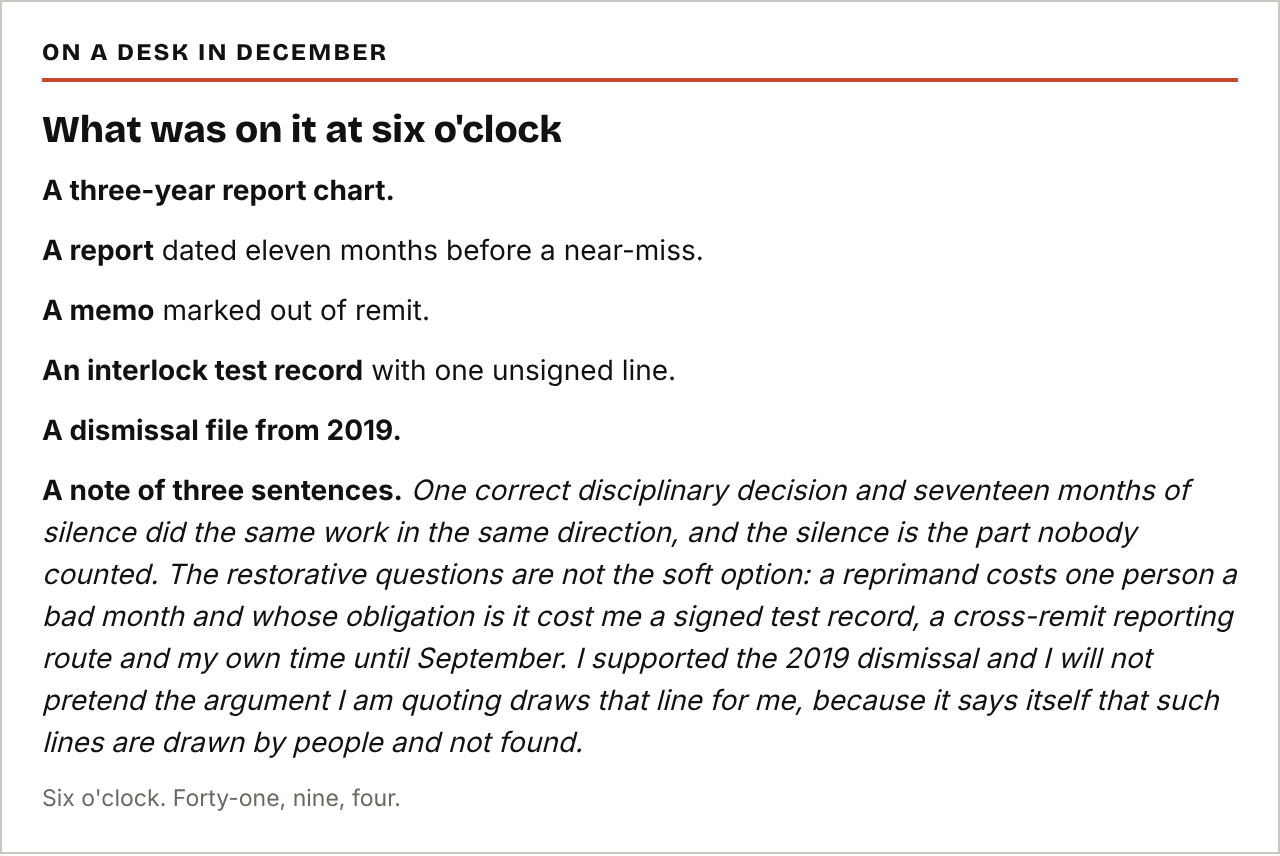 ON A DESK IN DECEMBER
What was on it at six o'clock
A three-year report chart.
A report dated eleven months before a near-miss.
A memo marked out of remit.
An interlock test record with one unsigned line.
A dismissal file from 2019.
A note of three sentences. One correct disciplinary decision and seventeen months of
silence did the same work in the same direction, and the silence is the part nobody
counted. The restorative questions are not the soft option: a reprimand costs one person a
bad month and whose obligation is it cost me a signed test record, a cross-remit reporting
route and my own time until September. I supported the 2019 dismissal and I will not
pretend the argument I am quoting draws that line for me, because it says itself that such
lines are drawn by people and not found.
Six o'clock. Forty-one, nine, four.